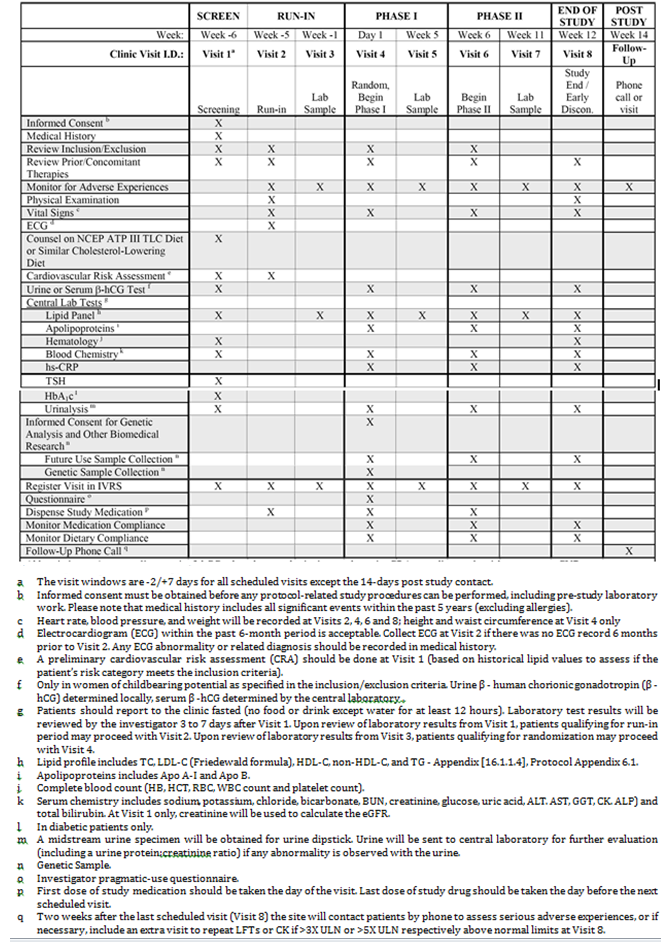 SCREEN RUN-IN PHASE I PHASE II END OF STUDY POST STUDY
Week: Week -6 Week -5 Week -1 Day 1 Week 5 Week 6 Week 11 Week 12 Week 14
Clinic Visit I.D.: Visit 1a Visit 2 Visit 3 Visit 4 Visit 5 Visit 6 Visit 7 Visit 8 Follow-Up
Screening Run-in Lab Sample Random, Begin Phase I Lab Sample Begin Phase II Lab Sample Study End / Early Discon. Phone call or visit
Informed Consent b X
Medical History X
Review Inclusion/Exclusion X X X X
Review Prior/Concomitant Therapies X X X X X
Monitor for Adverse Experiences X X X X X X X X
Physical Examination X X
Vital Signs c X X X X
ECG d X
Counsel on NCEP ATP III TLC Diet
or Similar Cholesterol-Lowering
Diet X
Cardiovascular Risk Assessment e X X
Urine or Serum β-hCG Test f X X X X
Central Lab Tests g
Lipid Panel h X X X X X X X
Apolipoproteins i X X X
Hematology j X X
Blood Chemistry k X X X X
hs-CRP X X X
TSH X
HbA1c l X
Urinalysis m X X X X
Informed Consent for Genetic
Analysis and Other Biomedical
Research n X
Future Use Sample Collection n X X X
Genetic Sample Collection n X
Register Visit in IVRS X X X X X X X X
Questionnaire o X
Dispense Study Medication p X X X
Monitor Medication Compliance X X X
Monitor Dietary Compliance X X X
Follow-Up Phone Call q X
a The visit windows are -2/+7 days for all scheduled visits except the 14-days post study contact.
b Informed consent must be obtained before any protocol-related study procedures can be performed, including pre-study laboratory
work. Please note that medical history includes all significant events within the past 5 years (excluding allergies).
c Heart rate, blood pressure, and weight will be recorded at Visits 2, 4, 6 and 8; height and waist circumference at Visit 4 only
d Electrocardiogram (ECG) within the past 6-month period is acceptable. Collect ECG at Visit 2 if there was no ECG record 6 months
prior to Visit 2. Any ECG abnormality or related diagnosis should be recorded in medical history.
e. A preliminary cardiovascular risk assessment (CRA) should be done at Visit 1 (based on historical lipid values to assess if the
patient's risk category meets the inclusion criteria).
f Only in women of childbearing potential as specified in the inclusion/exclusion criteria. Urine β - human chorionic gonadotropin (β -
hCG) determined locally, serum β -hCG determined by the central laboratory.
g Patients should report to the clinic fasted (no food or drink except water for at least 12 hours). Laboratory test results will be
reviewed by the investigator 3 to 7 days after Visit 1. Upon review of laboratory results from Visit 1, patients qualifying for run-in
period may proceed with Visit 2. Upon review of laboratory results from Visit 3, patients qualifying for randomization may proceed
with Visit 4.
h Lipid profile includes TC, LDL-C (Friedewald formula), HDL-C, non-HDL-C, and TG - Appendix [16.1.1.4], Protocol Appendix 6.1.
i Apolipoproteins includes Apo A-I and Apo B.
j. Complete blood count (HB, HCT, RBC, WBC count and platelet count).
k Serum chemistry includes sodium, potassium, chloride, bicarbonate, BUN, creatinine, glucose, uric acid, ALT. AST, GGT, CK. ALP) and
total bilirubin. At Visit 1 only, creatinine will be used to calculate the eGFR.
l In diabetic patients only.
m A midstream urine specimen will be obtained for urine dipstick. Urine will be sent to central laboratory for further evaluation
(including a urine protein:creatinine ratio) if any abnormality is observed with the urine.
n Genetic Sample.
o Investigator pragmatic-use questionnaire.
p First dose of study medication should be taken the day of the visit. Last dose of study drug should be taken the day before the next
scheduled visit.
q Two weeks after the last scheduled visit (Visit 8) the site will contact patients by phone to assess serious adverse experiences, or if
necessary, include an extra visit to repeat LFTs or CK if >3X ULN or >5X ULN respectively above normal limits at Visit 8.